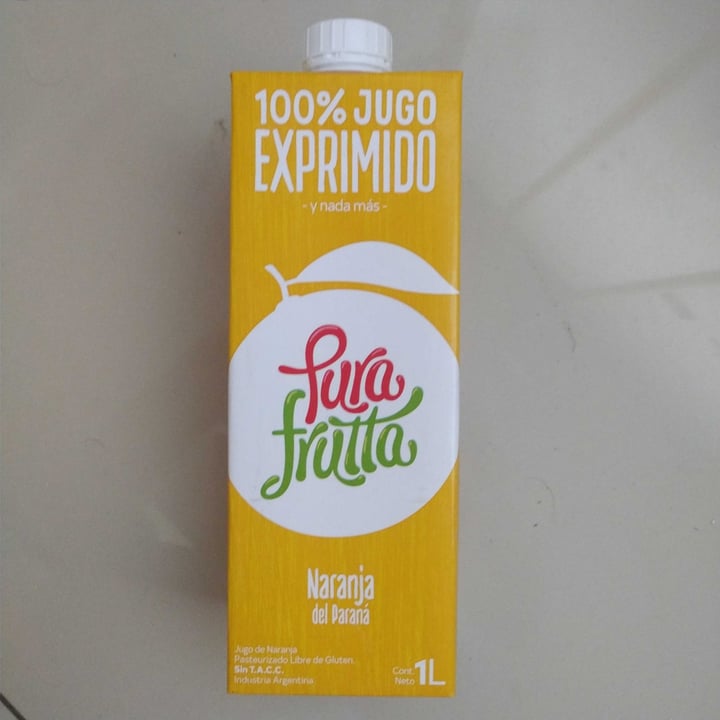 100% JUGO
EXPRIMIDO
- y nada más -
Pura
frutta
Naranja
del Paraná
Jugo de Naranja
Pasteurizado Libre de Gluten.
Sin T.A.C.C.
Industria Argentina.
Cont.
Neto 1L